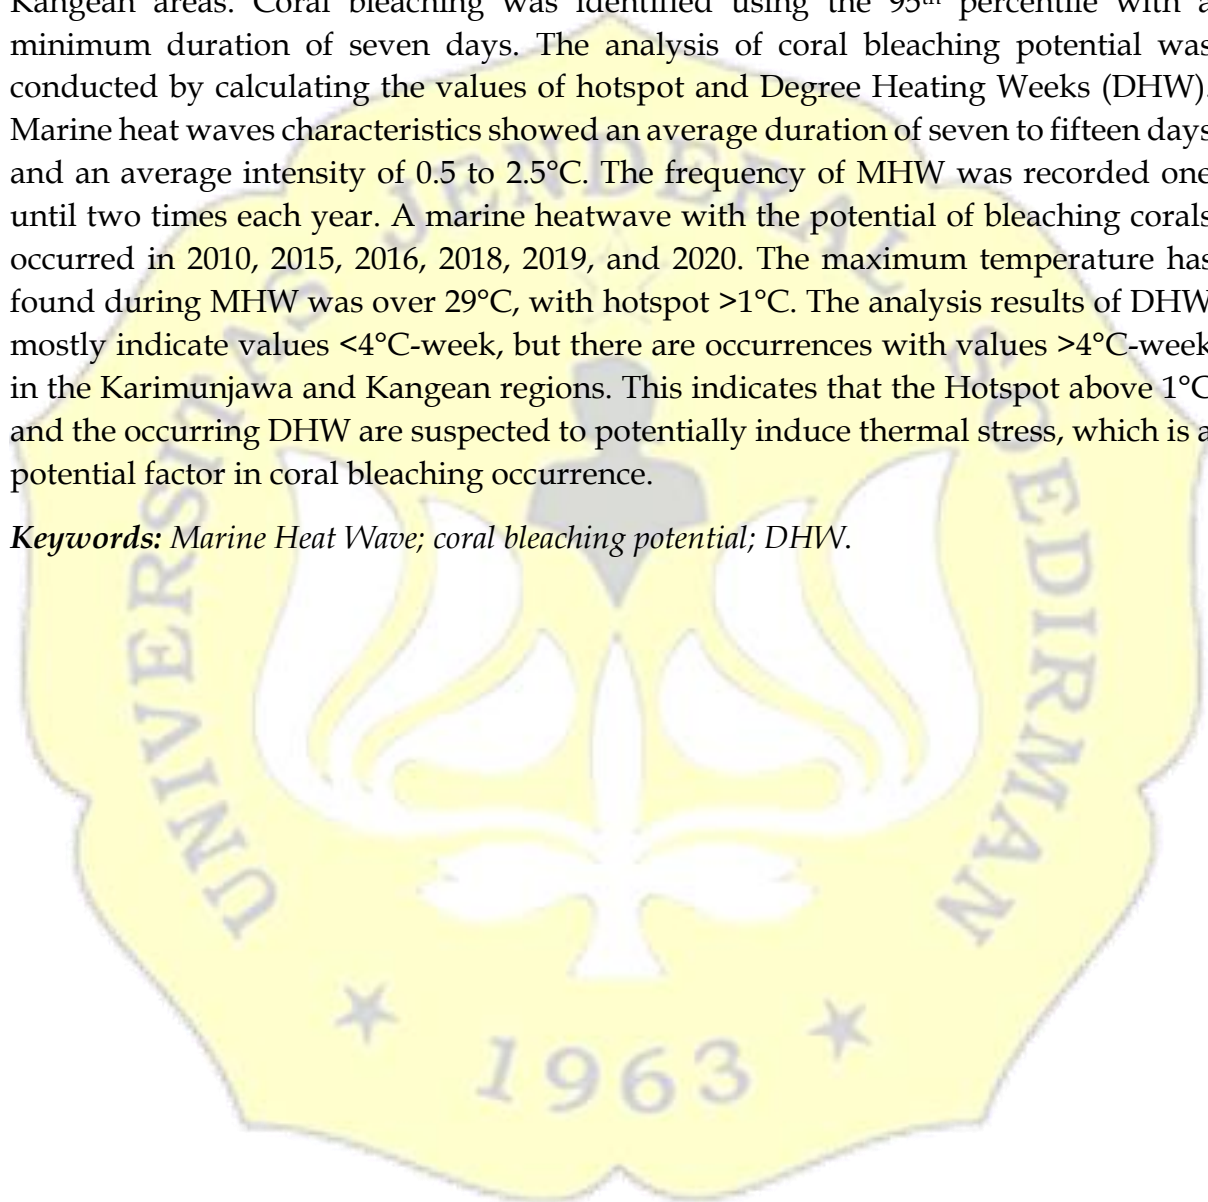 Kangean areas. Coral bleaching was identified using the 95th percentile with a
minimum duration of seven days. The analysis of coral bleaching potential was
conducted by calculating the values of hotspot and Degree Heating Weeks (DHW).
Marine heat waves characteristics showed an average duration of seven to fifteen days
and an average intensity of 0.5 to 2.5°C. The frequency of MHW was recorded one
until two times each year. A marine heatwave with the potential of bleaching corals
occurred in 2010, 2015, 2016, 2018, 2019, and 2020. The maximum temperature has
found during MHW was over 29°C, with hotspot >1°C. The analysis results of DHW
mostly indicate values <4°C-week, but there are occurrences with values >4°C-week
in the Karimunjawa and Kangean regions. This indicates that the Hotspot above 1°C
and the occurring DHW are suspected to potentially induce thermal stress, which is a
potential factor in coral bleaching occurrence.
Keywords: Marine Heat Wave; coral bleaching potential; DHW.
UNIVERSITAS JENDERAL SOEDIRMAN
1963